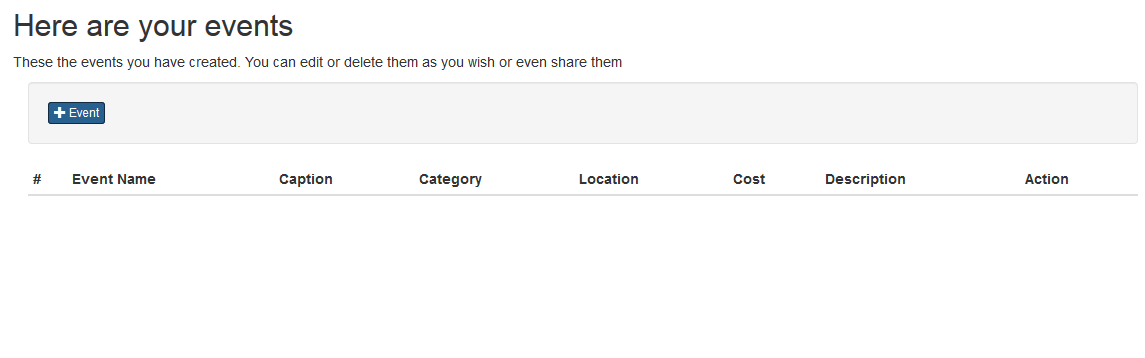 Here are your events
These the events you have created. You can edit or delete them as you wish or even share them
Event
# Event Name Caption Category Location Cost Description Action